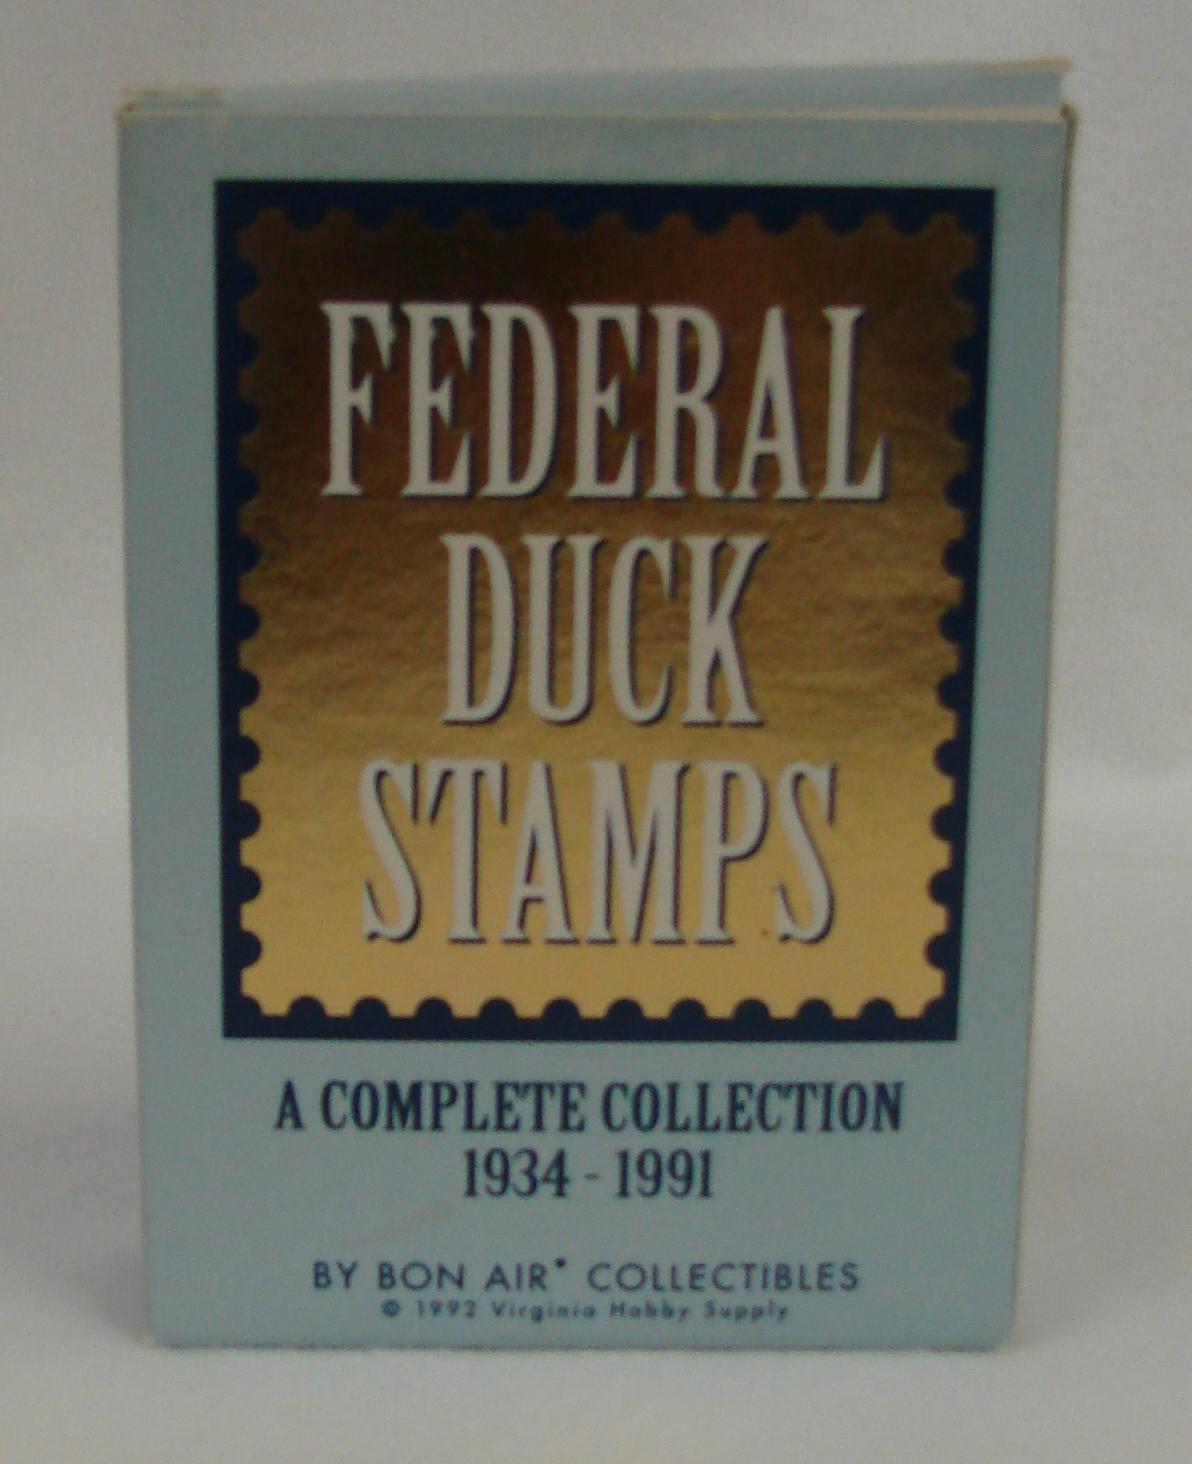 FEDERAL
DUCK
STAMPS
A COMPLETE COLLECTION
1934 - 1991
BY BON AIR® COLLECTIBLES
© 1992 Virginia Hobby Supply